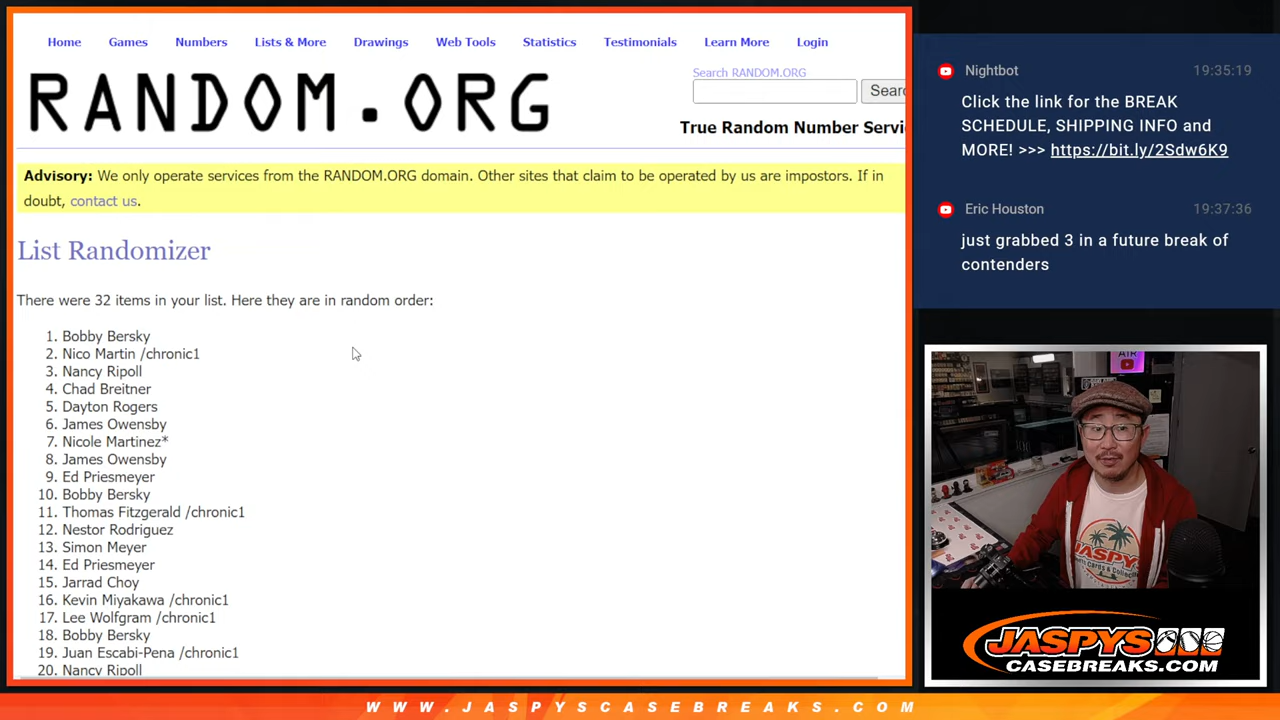 Home Games Numbers Lists & More Drawings Web Tools Statistics Testimonials Learn More Login
RANDOM.ORG
Search RANDOM.ORG
True Random Number
Advisory: We only operate services from the RANDOM.ORG domain. Other sites that claim to be operated by us are impostors. If in
doubt, contact us.
List Randomizer
There were 32 items in your list. Here they are in random order:
1. Bobby Bersky
2. Nico Martin /chronic1
3. Nancy Ripoll
4. Chad Breitner
5. Dayton Rogers
6. James Owensby
7. Nicole Martinez*
8. James Owensby
9. Ed Priesmeyer
10. Bobby Bersky
11. Thomas Fitzgerald /chronic1
12. Nestor Rodriguez
13. Simon Meyer
14. Ed Priesmeyer
15. Jarrad Choy
16. Kevin Miyakawa /chronic1
17. Lee Wolfgram /chronic1
18. Bobby Bersky
19. Juan Escabi-Pena /chronic1
20. Nancy Ripoll
Nightbot 19:35:19
Click the link for the BREAK
SCHEDULE, SHIPPING INFO and
MORE! >>> https://bit.ly/2Sdw6K9
Eric Houston 19:37:36
just grabbed 3 in a future break of
contenders
AIR
JASPYS
JASPYS
CASEBREAKS.COM
WWW.JASPYSCASEBREAKS.COM